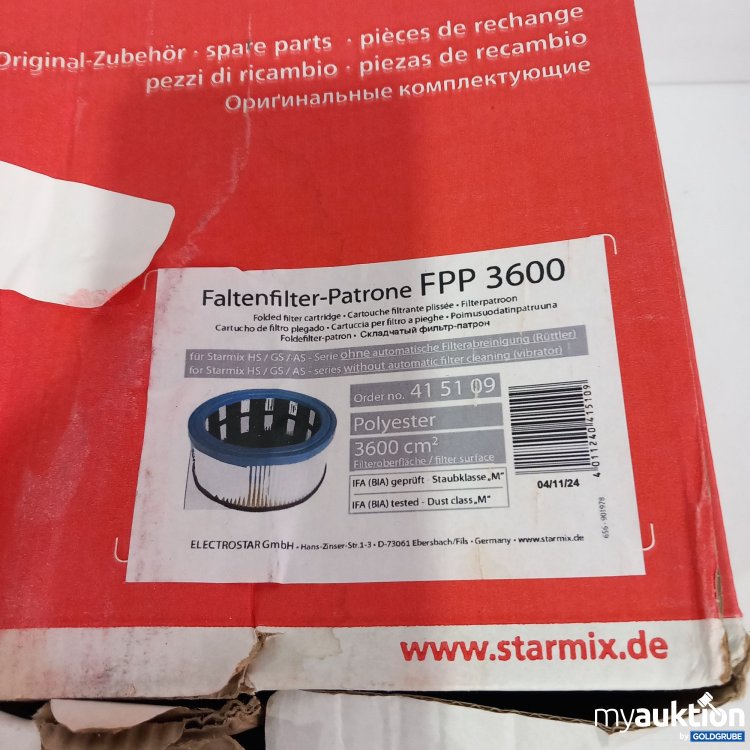 Original-Zubehör · spare parts · pièces de rechange
pezzi di ricambio · piezas de recambio
Оригинальные комплектующие
Faltenfilter-Patrone FPP 3600
Folded filter cartridge • Cartouche filtrante plissée • Filterpatroon
Cartucho de filtro plegado • Cartuccia per filtro a pieghe • Poimusuodatinpatruuna
Foldefilter-patron • Складчатый фильтр-патрон
für Starmix HS / GS / AS - Serie ohne automatische Filterabreinigung (Rüttler)
for Starmix HS / GS / AS - series without automatic filter cleaning (vibrator)
Order no. 41 51 09
Polyester
3600 cm²
Filteroberfläche / filter surface
IFA (BIA) geprüft - Staubklasse „M"
IFA (BIA) tested - Dust class „M"
4 011240 415109
04/11/24
656 - 901978
ELECTROSTAR GmbH • Hans-Zinser-Str.1-3 • D-73061 Ebersbach/Fils • Germany • www.starmix.de
www.starmix.de
myauktion
by GOLDGRUBE